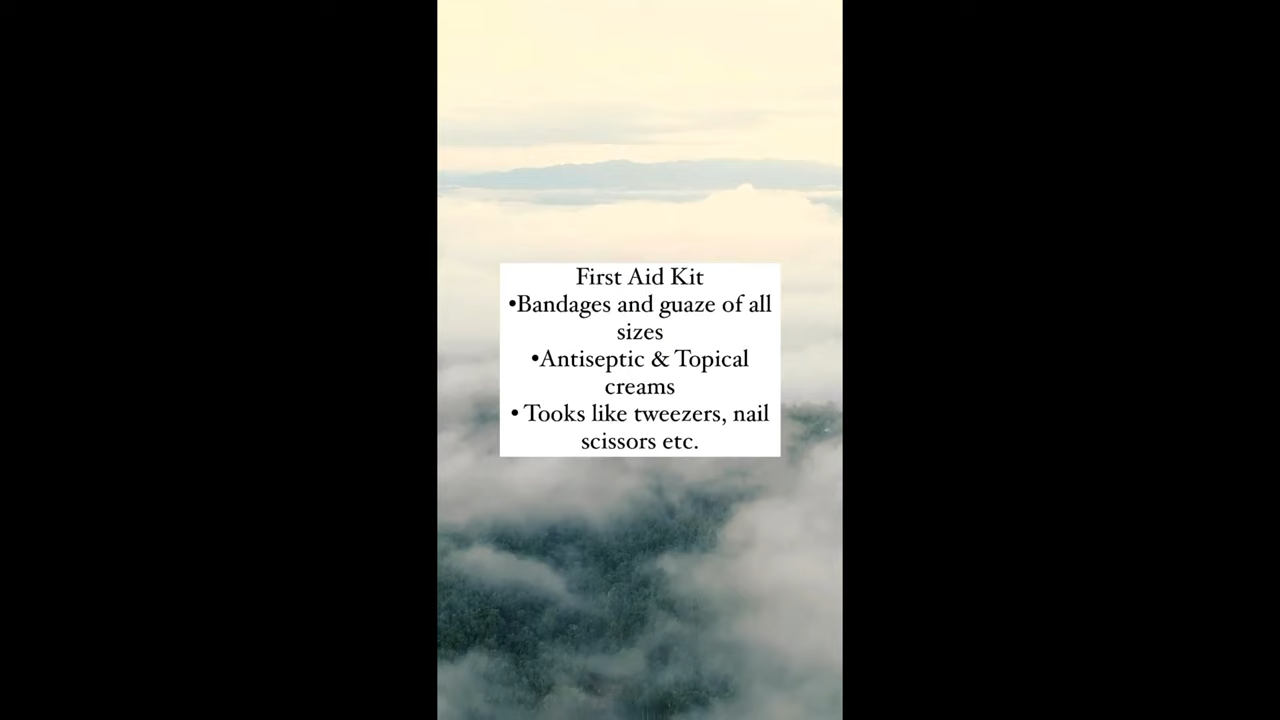 First Aid Kit
•Bandages and guaze of all
sizes
•Antiseptic & Topical
creams
• Tooks like tweezers, nail
scissors etc.